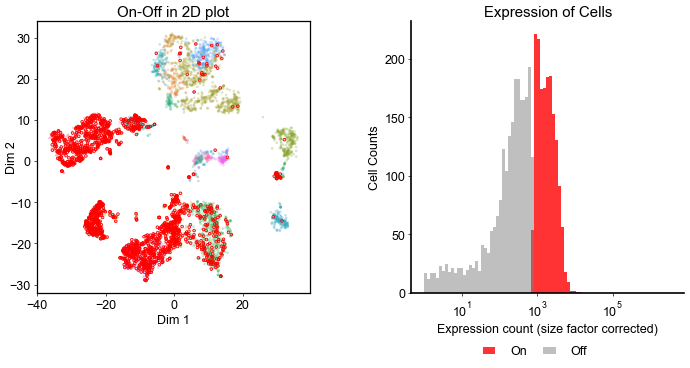 On-Off in 2D plot
30
20
10
0
−10
−20
−30
Dim 2
−40
−20
0
20
Dim 1
Expression of Cells
200
150
100
50
0
Cell Counts
10^1
10^3
10^5
Expression count (size factor corrected)
On Off